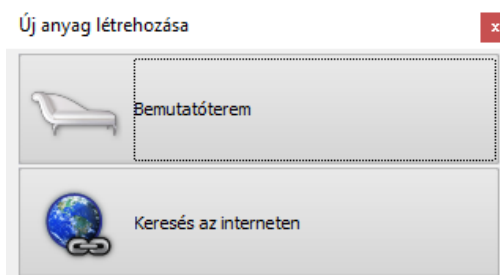 Új anyag létrehozása
x
Bemutatóterem
Keresés az interneten